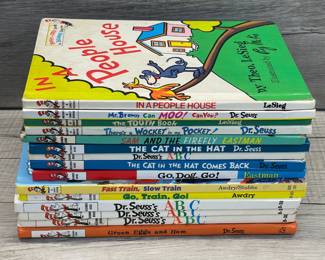 IN A
People
House
by Theo. LeSieg
IN A PEOPLE HOUSE LeSieg
Mr. Brown Can MOO! Can You? Dr. Seuss
THE TOOTH BOOK LeSieg
There's a WOCKET in my POCKET! Dr. Seuss
SAM AND THE FIREFLY EASTMAN
THE CAT IN THE HAT Dr. Seuss
Dr. Seuss's ABC
THE CAT IN THE HAT COMES BACK Dr. Seuss
Go, Dog. Go! Eastman
Fast Train, Slow Train Awdry/Stubbs
Go, Train, Go! Awdry
Dr. Seuss's ABC
Dr. Seuss's ABC
Dr. Seuss's ABC
Green Eggs and Ham